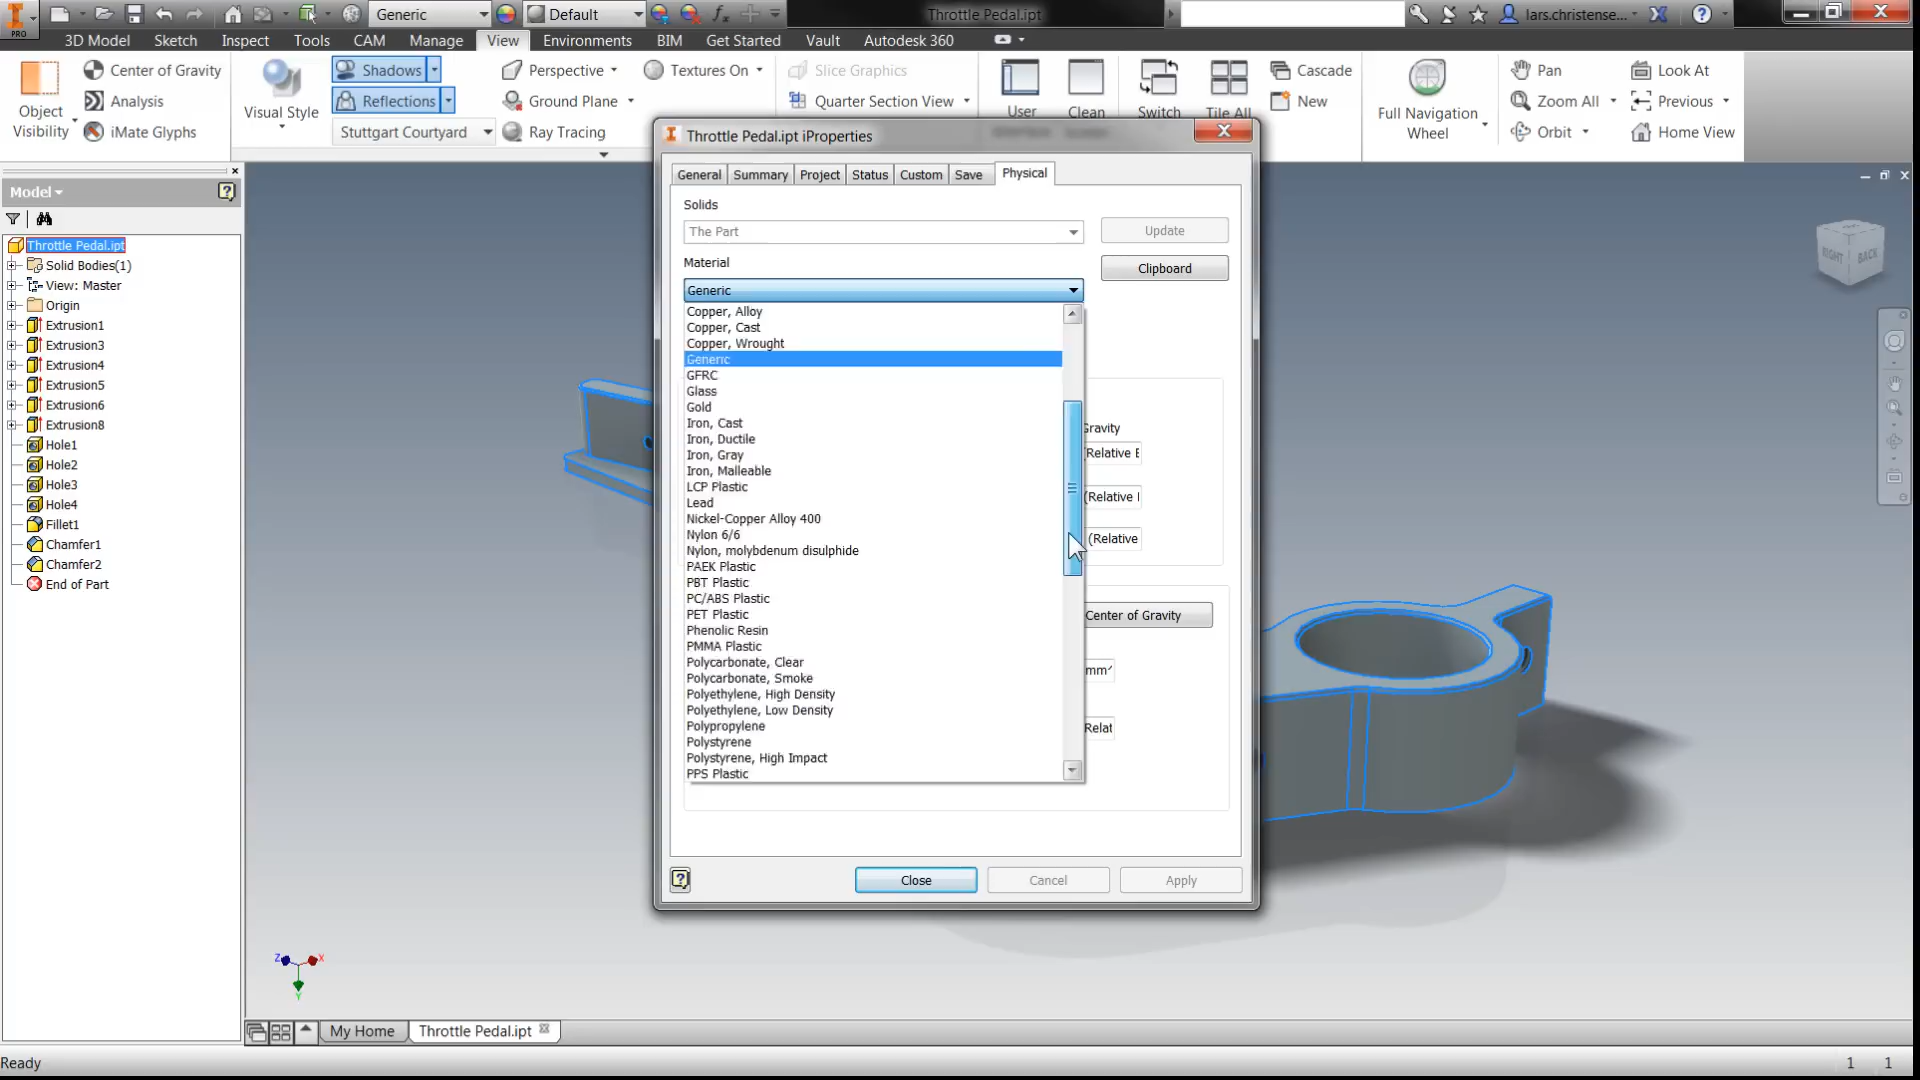 PRO
Generic
Default
Throttle Pedal.ipt
lars.christense...
3D Model Sketch Inspect Tools CAM Manage View Environments BIM Get Started Vault Autodesk 360
Object
Visibility
Center of Gravity
Analysis
iMate Glyphs
Visual Style
Shadows
Reflections
Stuttgart Courtyard
Perspective
Ground Plane
Ray Tracing
Textures On
Slice Graphics
Quarter Section View
User
Clean
Switch
Tile All
Cascade
New
Full Navigation
Wheel
Pan
Zoom All
Orbit
Look At
Previous
Home View
Model
Throttle Pedal.ipt
Solid Bodies(1)
View: Master
Origin
Extrusion1
Extrusion3
Extrusion4
Extrusion5
Extrusion6
Extrusion8
Hole1
Hole2
Hole3
Hole4
Fillet1
Chamfer1
Chamfer2
End of Part
Throttle Pedal.ipt iProperties
General Summary Project Status Custom Save Physical
Solids
The Part
Update
Material
Clipboard
Generic
Copper, Alloy
Copper, Cast
Copper, Wrought
Generic
GFRC
Glass
Gold
Iron, Cast
Iron, Ductile
Iron, Gray
Iron, Malleable
LCP Plastic
Lead
Nickel-Copper Alloy 400
Nylon 6/6
Nylon, molybdenum disulphide
PAEK Plastic
PBT Plastic
PC/ABS Plastic
PET Plastic
Phenolic Resin
PMMA Plastic
Polycarbonate, Clear
Polycarbonate, Smoke
Polyethylene, High Density
Polyethylene, Low Density
Polypropylene
Polystyrene
Polystyrene, High Impact
PPS Plastic
Gravity
(Relative E
(Relative I
(Relative
Center of Gravity
mm^
Relat
Close
Cancel
Apply
RIGHT BACK
Z X
Y
My Home
Throttle Pedal.ipt
Ready
1 1